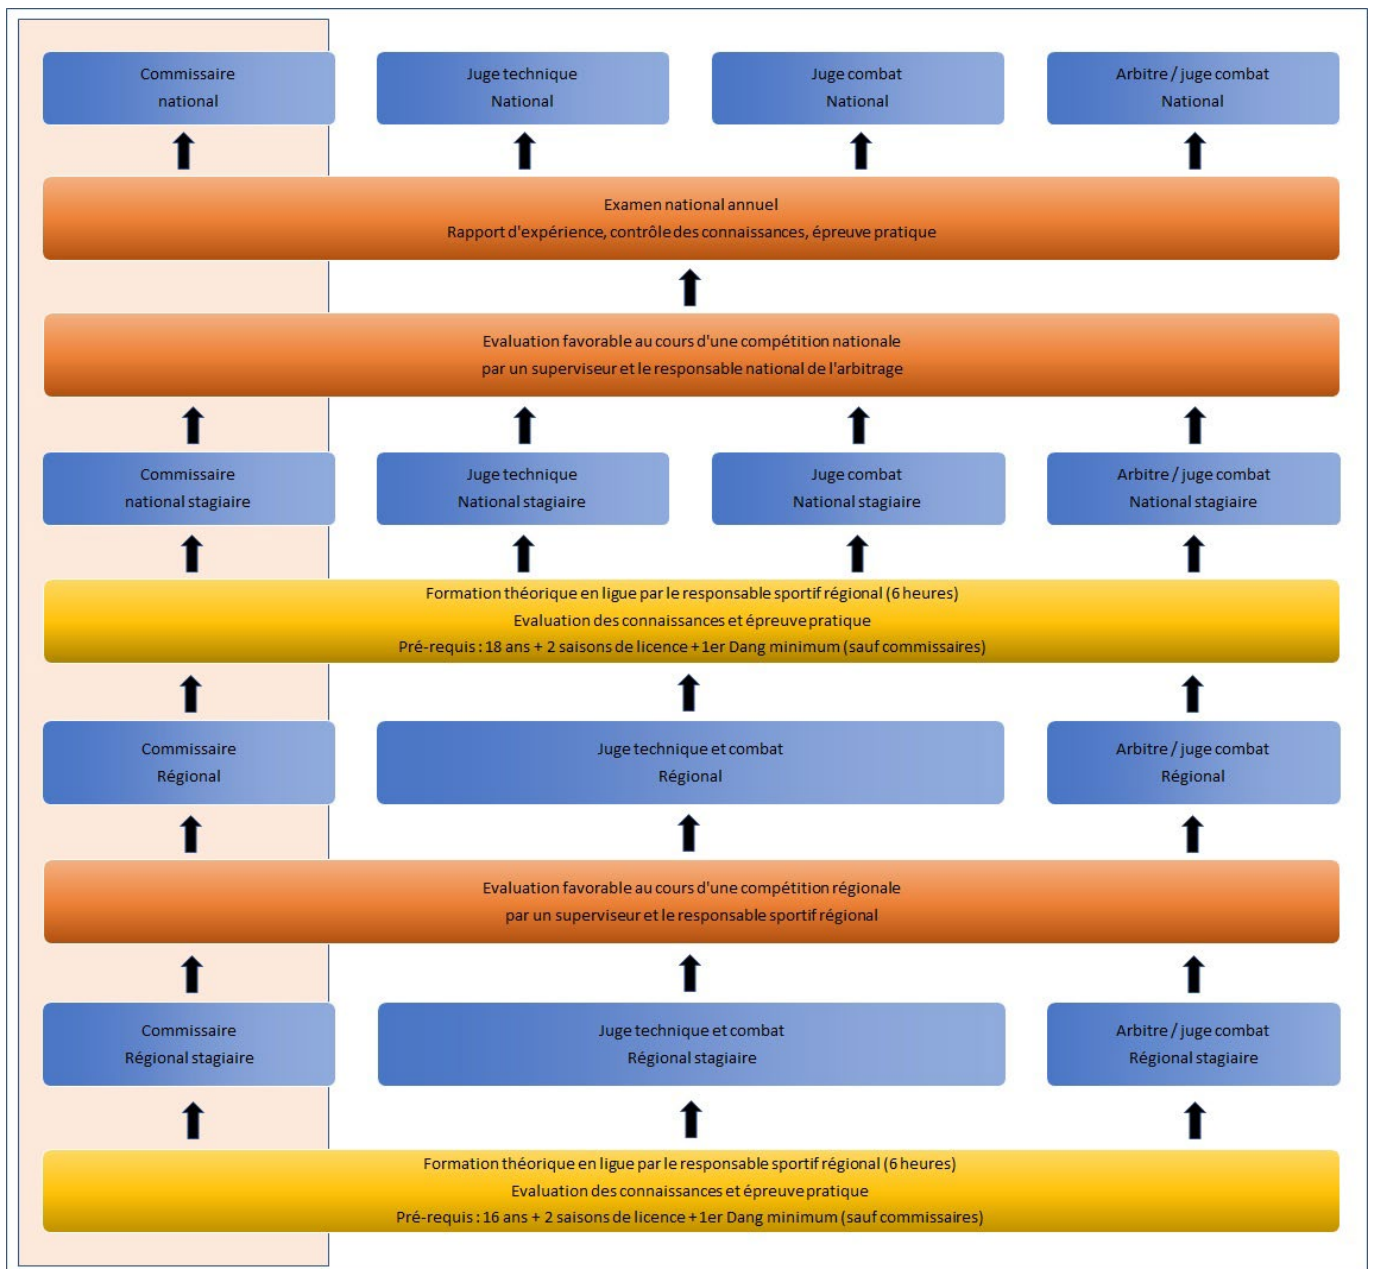 Commissaire
national
Juge technique
National
Juge combat
National
Arbitre / juge combat
National
Examen national annuel
Rapport d'expérience, contrôle des connaissances, épreuve pratique
Evaluation favorable au cours d'une compétition nationale
par un superviseur et le responsable national de l'arbitrage
Commissaire
national stagiaire
Juge technique
National stagiaire
Juge combat
National stagiaire
Arbitre / juge combat
National stagiaire
Formation théorique en ligue par le responsable sportif régional (6 heures)
Evaluation des connaissances et épreuve pratique
Pré-requis : 18 ans + 2 saisons de licence +1er Dang minimum (sauf commissaires)
Commissaire
Régional
Juge technique et combat
Régional
Arbitre / juge combat
Régional
Evaluation favorable au cours d'une compétition régionale
par un superviseur et le responsable sportif régional
Commissaire
Régional stagiaire
Juge technique et combat
Régional stagiaire
Arbitre / juge combat
Régional stagiaire
Formation théorique en ligue par le responsable sportif régional (6 heures)
Evaluation des connaissances et épreuve pratique
Pré-requis : 16 ans + 2 saisons de licence +1er Dang minimum (sauf commissaires)